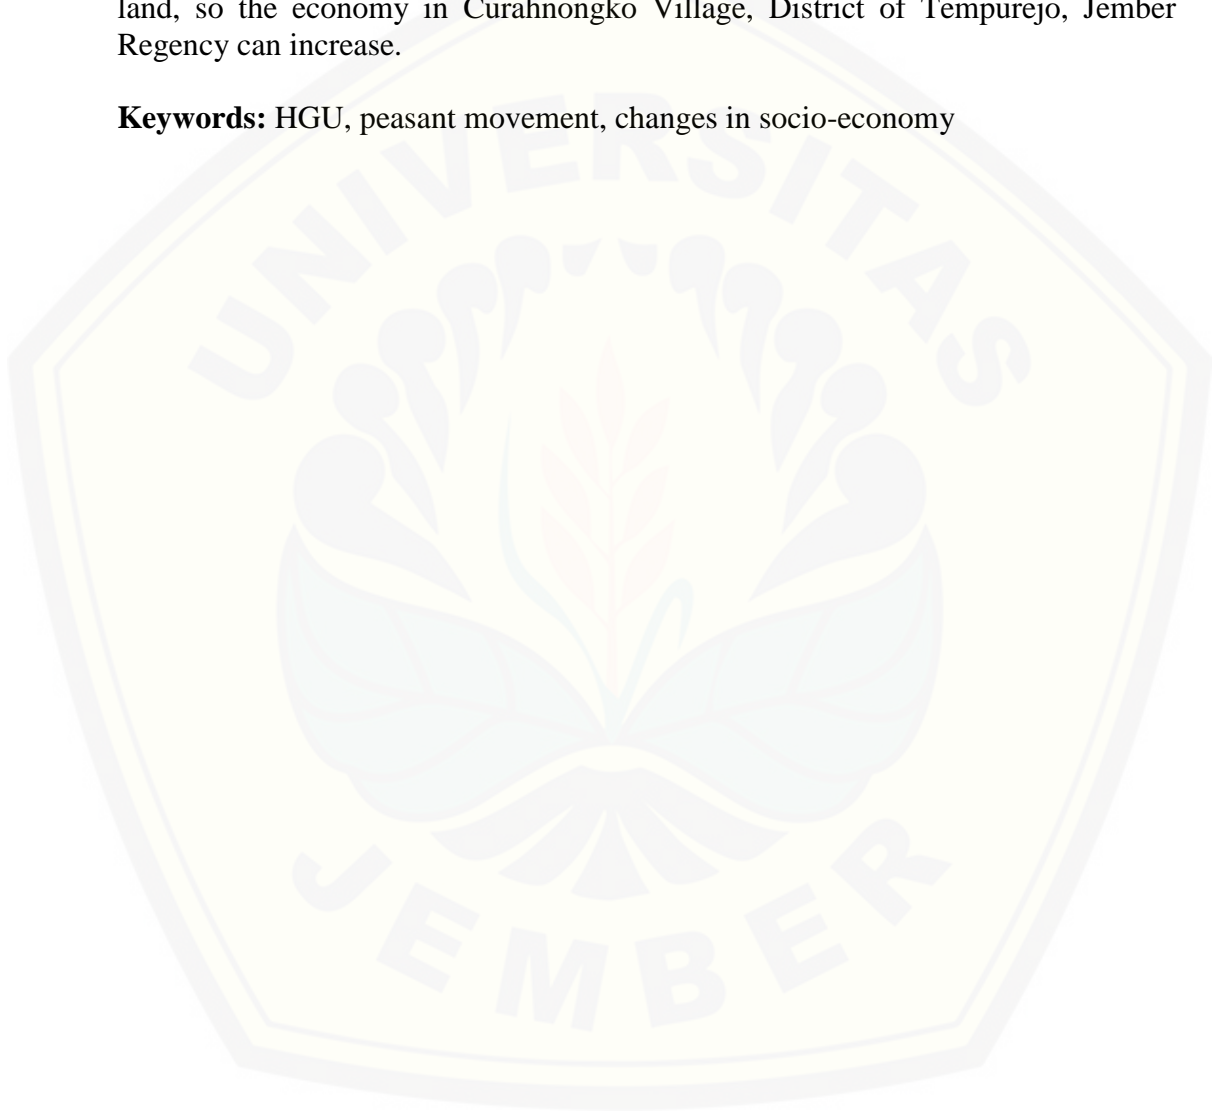 land, so the economy in Curahnongko Village, District of Tempurejo, Jember
Regency can increase.
Keywords: HGU, peasant movement, changes in socio-economy
UNIVERSITAS
JEMBER